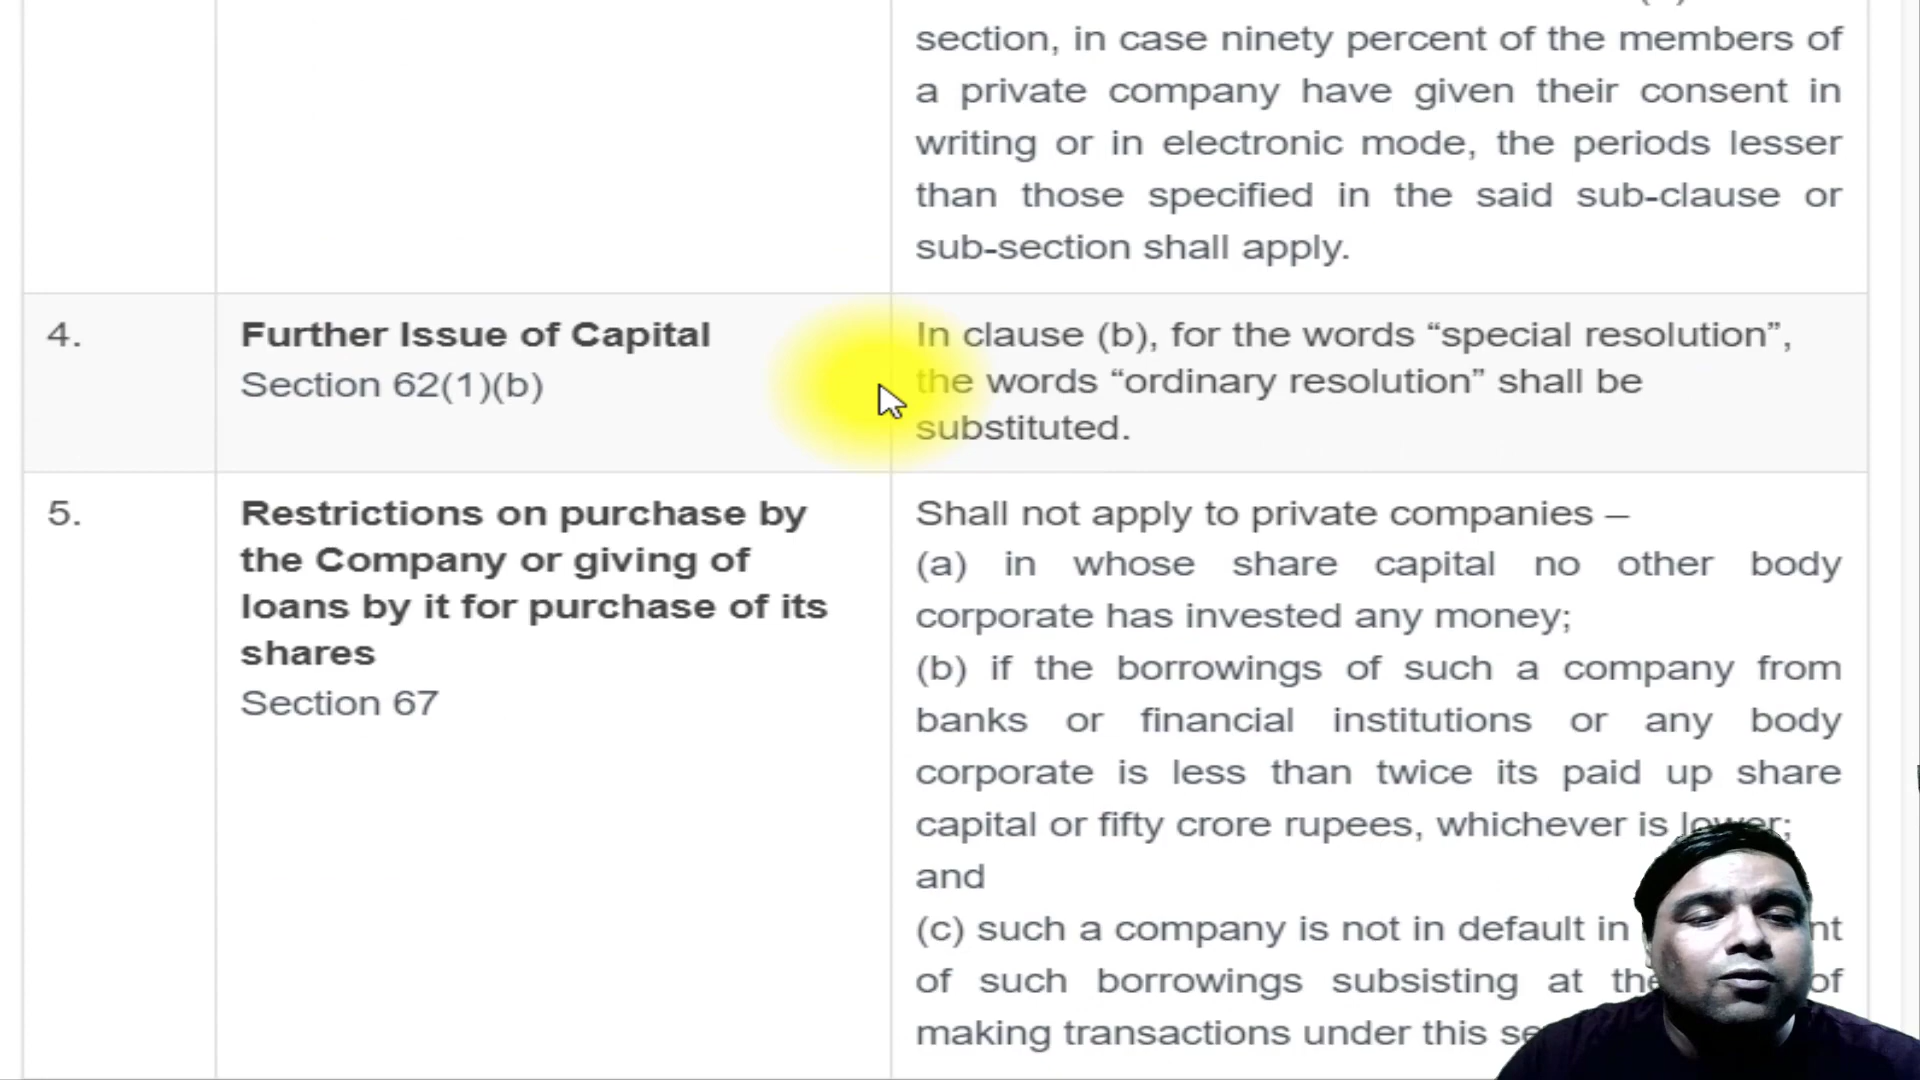 section, in case ninety percent of the members of
a private company have given their consent in
writing or in electronic mode, the periods lesser
than those specified in the said sub-clause or
sub-section shall apply.
4.
Further Issue of Capital
Section 62(1)(b)
In clause (b), for the words “special resolution”,
the words “ordinary resolution” shall be
substituted.
5.
Restrictions on purchase by
the Company or giving of
loans by it for purchase of its
shares
Section 67
Shall not apply to private companies –
(a) in whose share capital no other body
corporate has invested any money;
(b) if the borrowings of such a company from
banks or financial institutions or any body
corporate is less than twice its paid up share
capital or fifty crore rupees, whichever is lower;
and
(c) such a company is not in default in
of such borrowings subsisting at the of
making transactions under this